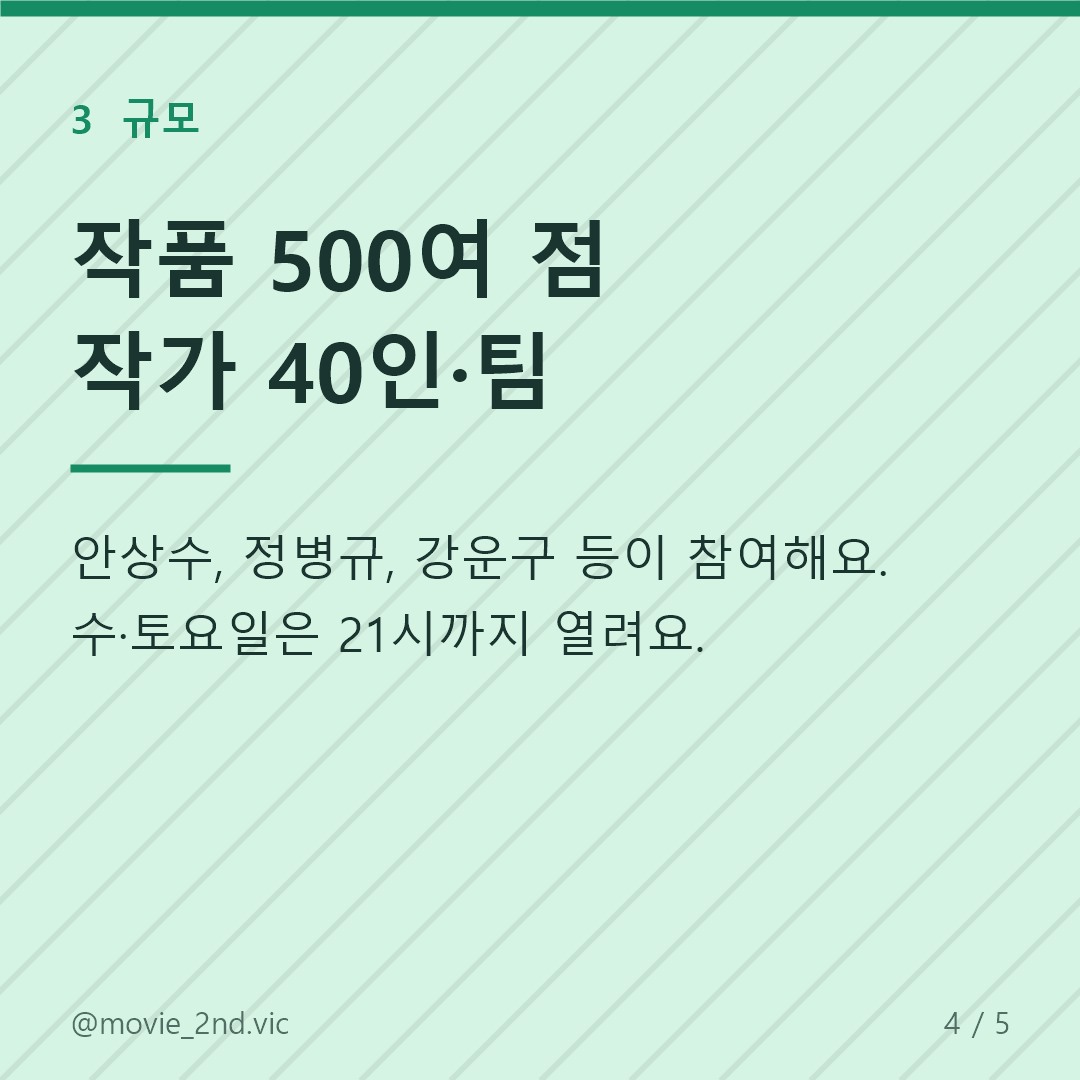 3 규모
작품 500여 점
작가 40인·팀
안상수, 정병규, 강운구 등이 참여해요.
수·토요일은 21시까지 열려요.
@movie_2nd.vic
4 / 5